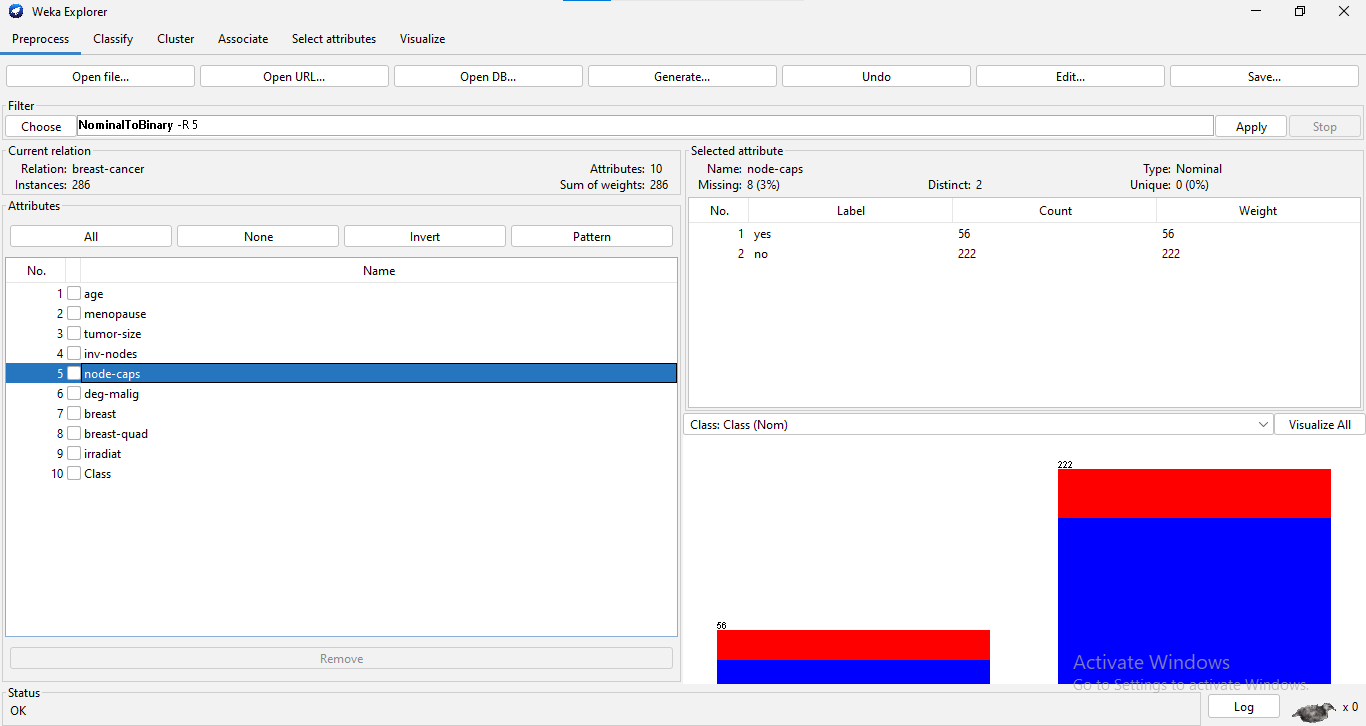 Weka Explorer
Preprocess Classify Cluster Associate Select attributes Visualize
Open file... Open URL... Open DB... Generate... Undo Edit... Save...
Filter
Choose NominalToBinary -R 5 Apply Stop
Current relation
Relation: breast-cancer Attributes: 10
Instances: 286 Sum of weights: 286
Attributes
All None Invert Pattern
No. Name
1 age
2 menopause
3 tumor-size
4 inv-nodes
5 node-caps
6 deg-malig
7 breast
8 breast-quad
9 irradiat
10 Class
Remove
Selected attribute
Name: node-caps Type: Nominal
Missing: 8 (3%) Distinct: 2 Unique: 0 (0%)
No. Label Count Weight
1 yes 56 56
2 no 222 222
Class: Class (Nom) Visualize All
222
56
Activate Windows
Go to Settings to activate Windows.
Status
OK Log x 0